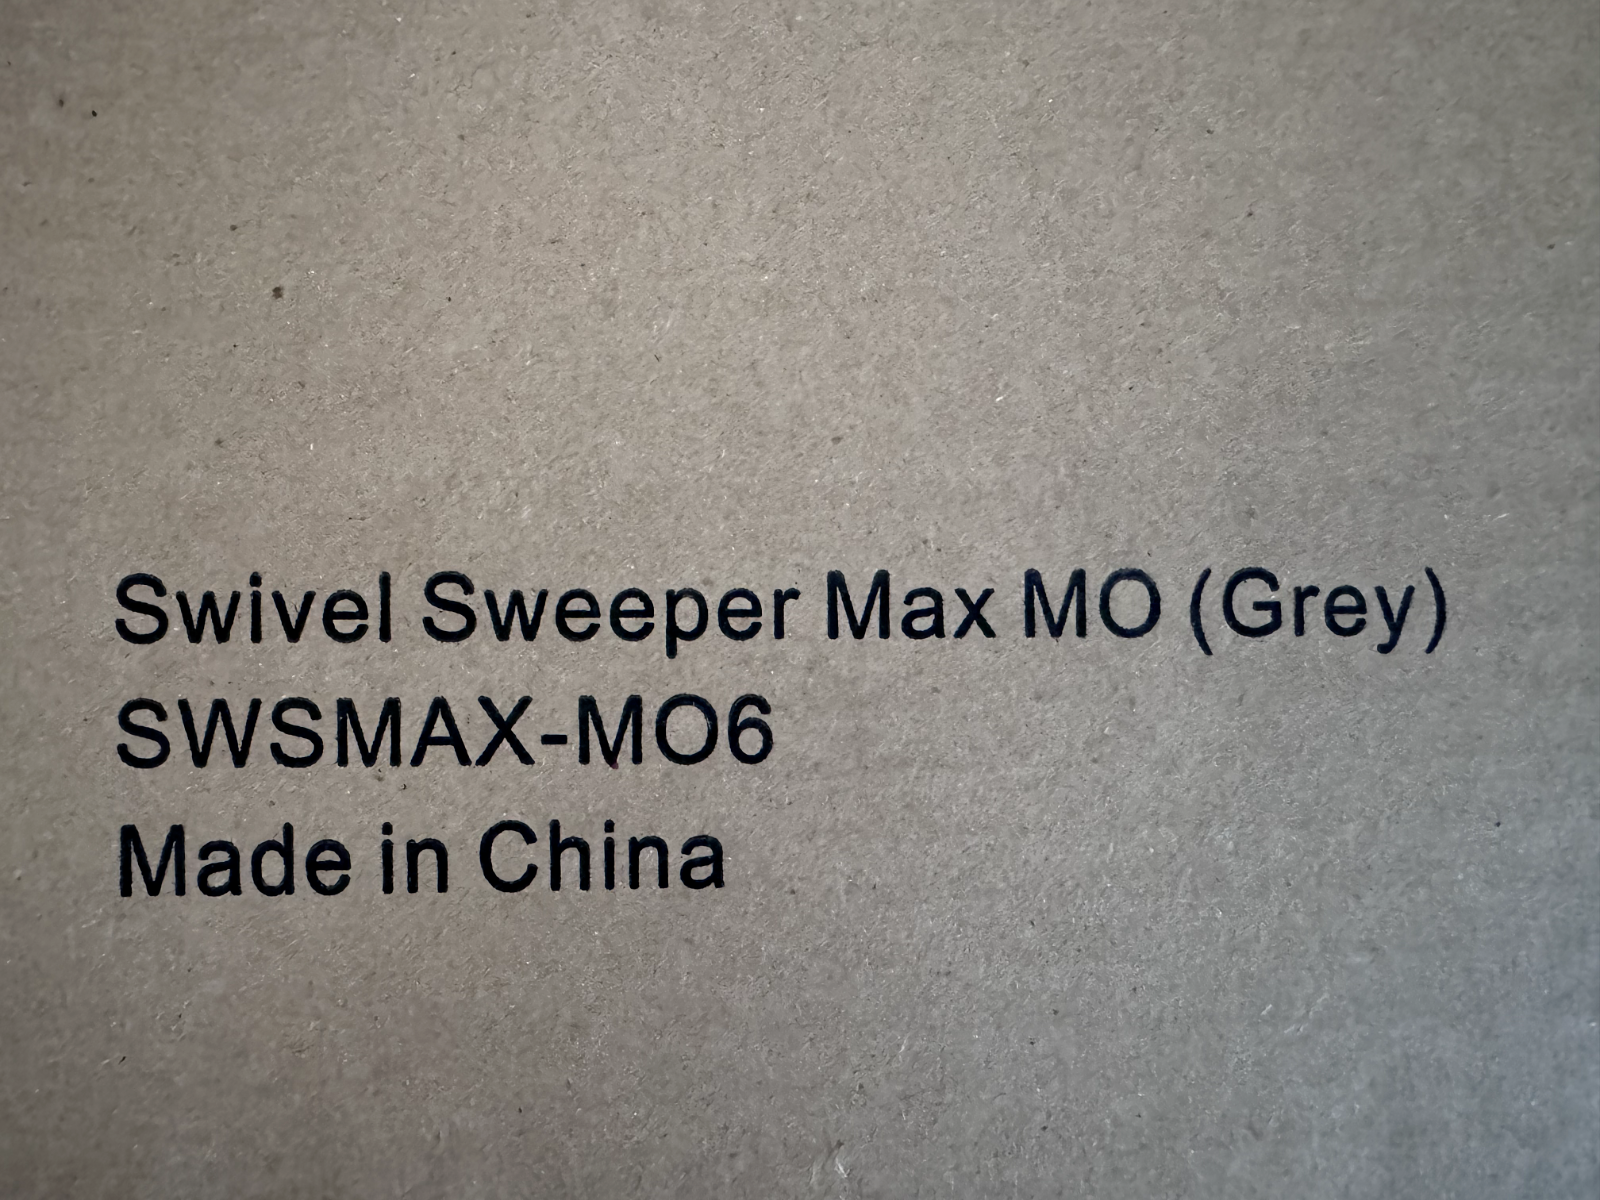 Swivel Sweeper Max MO (Grey)
SWSMAX-MO6
Made in China